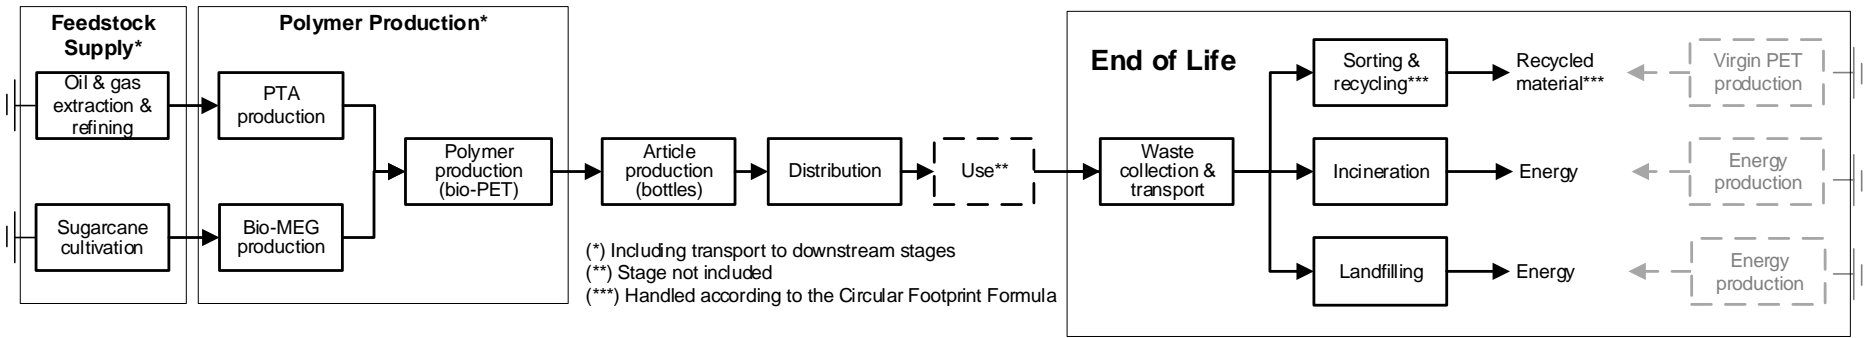 Feedstock
Supply*
Oil & gas
extraction &
refining
Sugarcane
cultivation
Polymer Production*
PTA
production
Bio-MEG
production
Polymer
production
(bio-PET)
Article
production
(bottles)
Distribution
Use**
(*) Including transport to downstream stages
(**) Stage not included
(***) Handled according to the Circular Footprint Formula
End of Life
Waste
collection &
transport
Sorting &
recycling***
Recycled
material***
Virgin PET
production
Incineration
Energy
Energy
production
Landfilling
Energy
Energy
production